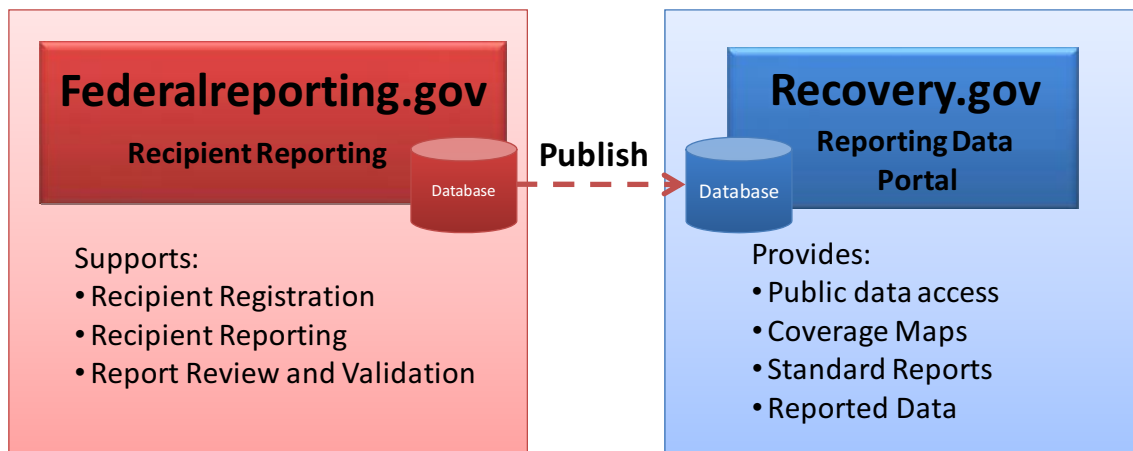 Federalreporting.gov
Recipient Reporting
Database
Supports:
• Recipient Registration
• Recipient Reporting
• Report Review and Validation
Publish
Recovery.gov
Reporting Data
Portal
Database
Provides:
• Public data access
• Coverage Maps
• Standard Reports
• Reported Data